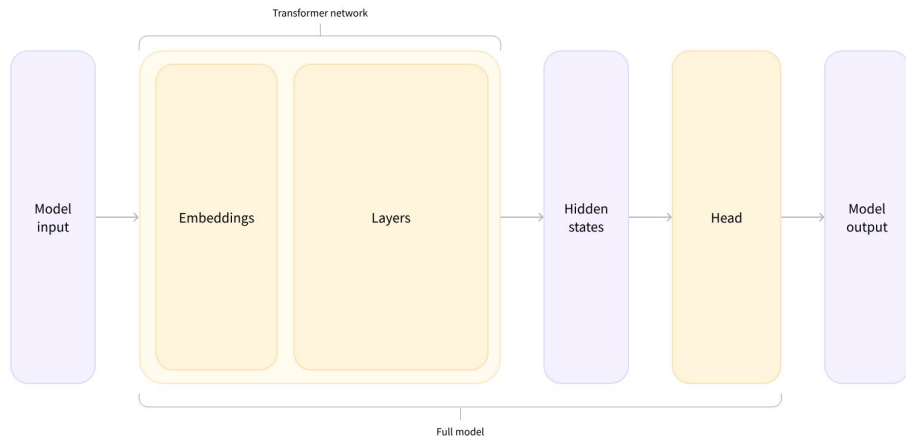 Transformer network
Model
input
Embeddings
Layers
Hidden
states
Head
Model
output
Full model